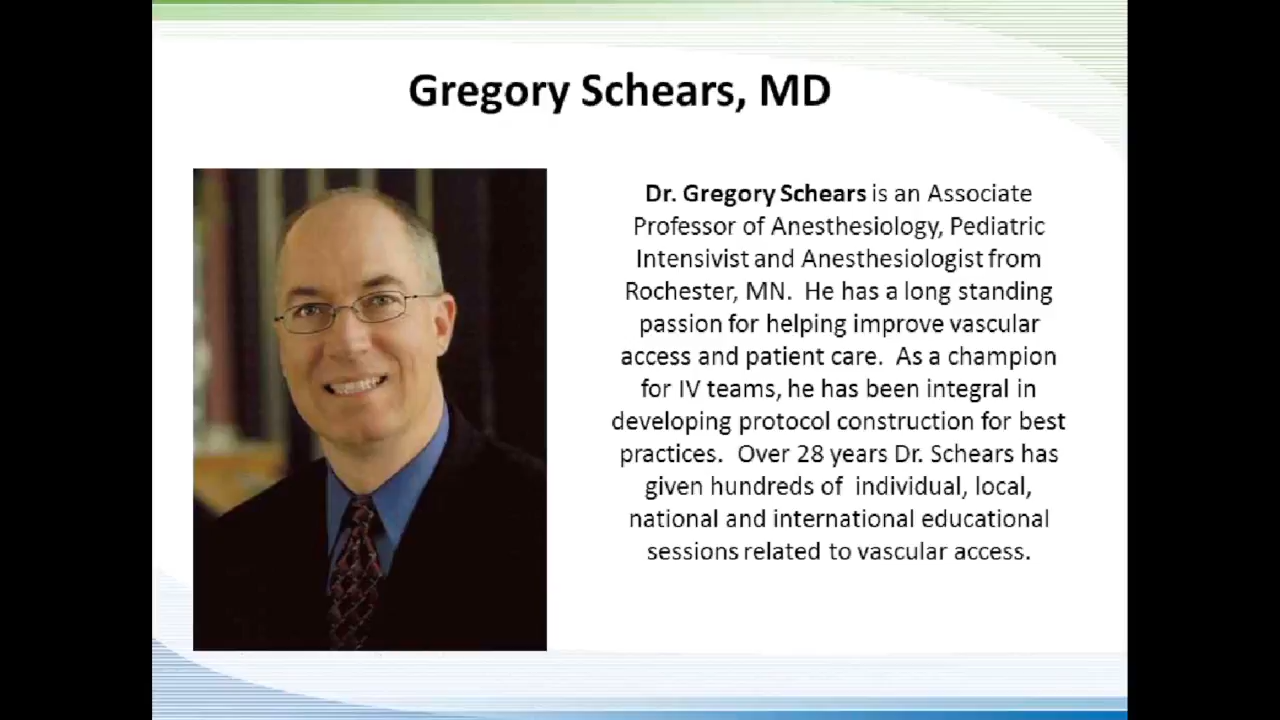 Gregory Schears, MD
Dr. Gregory Schears is an Associate
Professor of Anesthesiology, Pediatric
Intensivist and Anesthesiologist from
Rochester, MN.  He has a long standing
passion for helping improve vascular
access and patient care.  As a champion
for IV teams, he has been integral in
developing protocol construction for best
practices.  Over 28 years Dr. Schears has
given hundreds of  individual, local,
national and international educational
sessions related to vascular access.